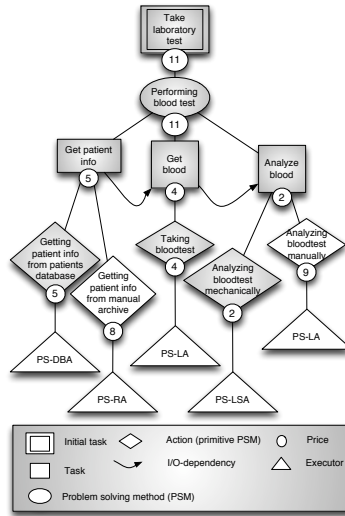 Take
laboratory
test
11
Performing
blood test
11
Get patient
info
5
Get
blood
4
Analyze
blood
2
Getting
patient info
from patients
database
5
Getting
patient info
from manual
archive
8
Taking
bloodtest
4
Analyzing
bloodtest
mechanically
2
Analyzing
bloodtest
manually
9
PS-DBA
PS-RA
PS-LA
PS-LSA
PS-LA
Initial task
Action (primitive PSM)
Price
Task
I/O-dependency
Executor
Problem solving method (PSM)